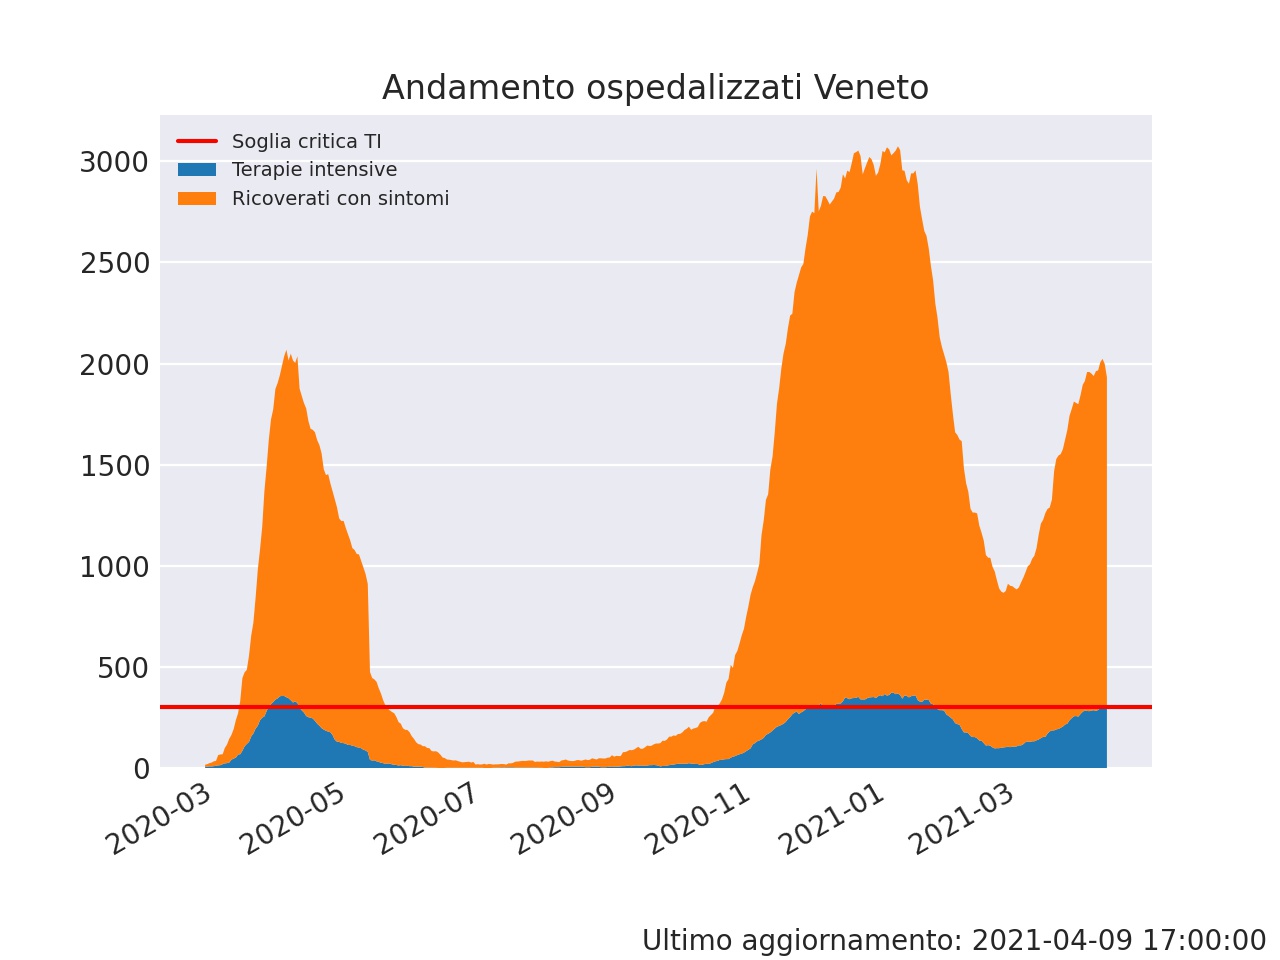 Andamento ospedalizzati Veneto
Soglia critica TI
Terapie intensive
Ricoverati con sintomi
3000
2500
2000
1500
1000
500
0
2020-03
2020-05
2020-07
2020-09
2020-11
2021-01
2021-03
Ultimo aggiornamento: 2021-04-09 17:00:00